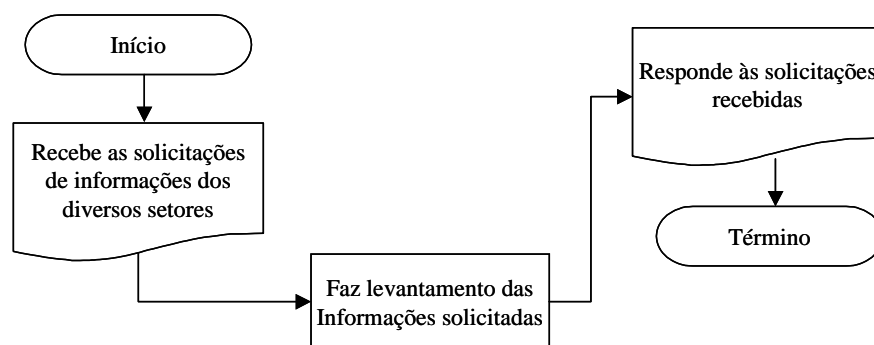 Início
Recebe as solicitações
de informações dos
diversos setores
Faz levantamento das
Informações solicitadas
Responde às solicitações
recebidas
Término